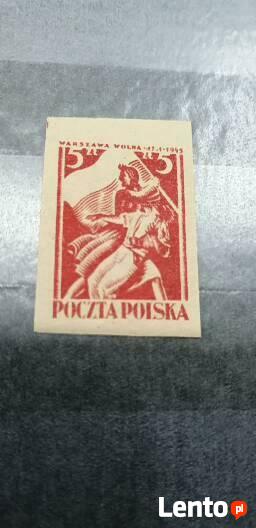 WARSZAWA WOLNA · 17·1·1945
5 ZŁ ZŁ 5
POCZTA POLSKA
Lento.pl